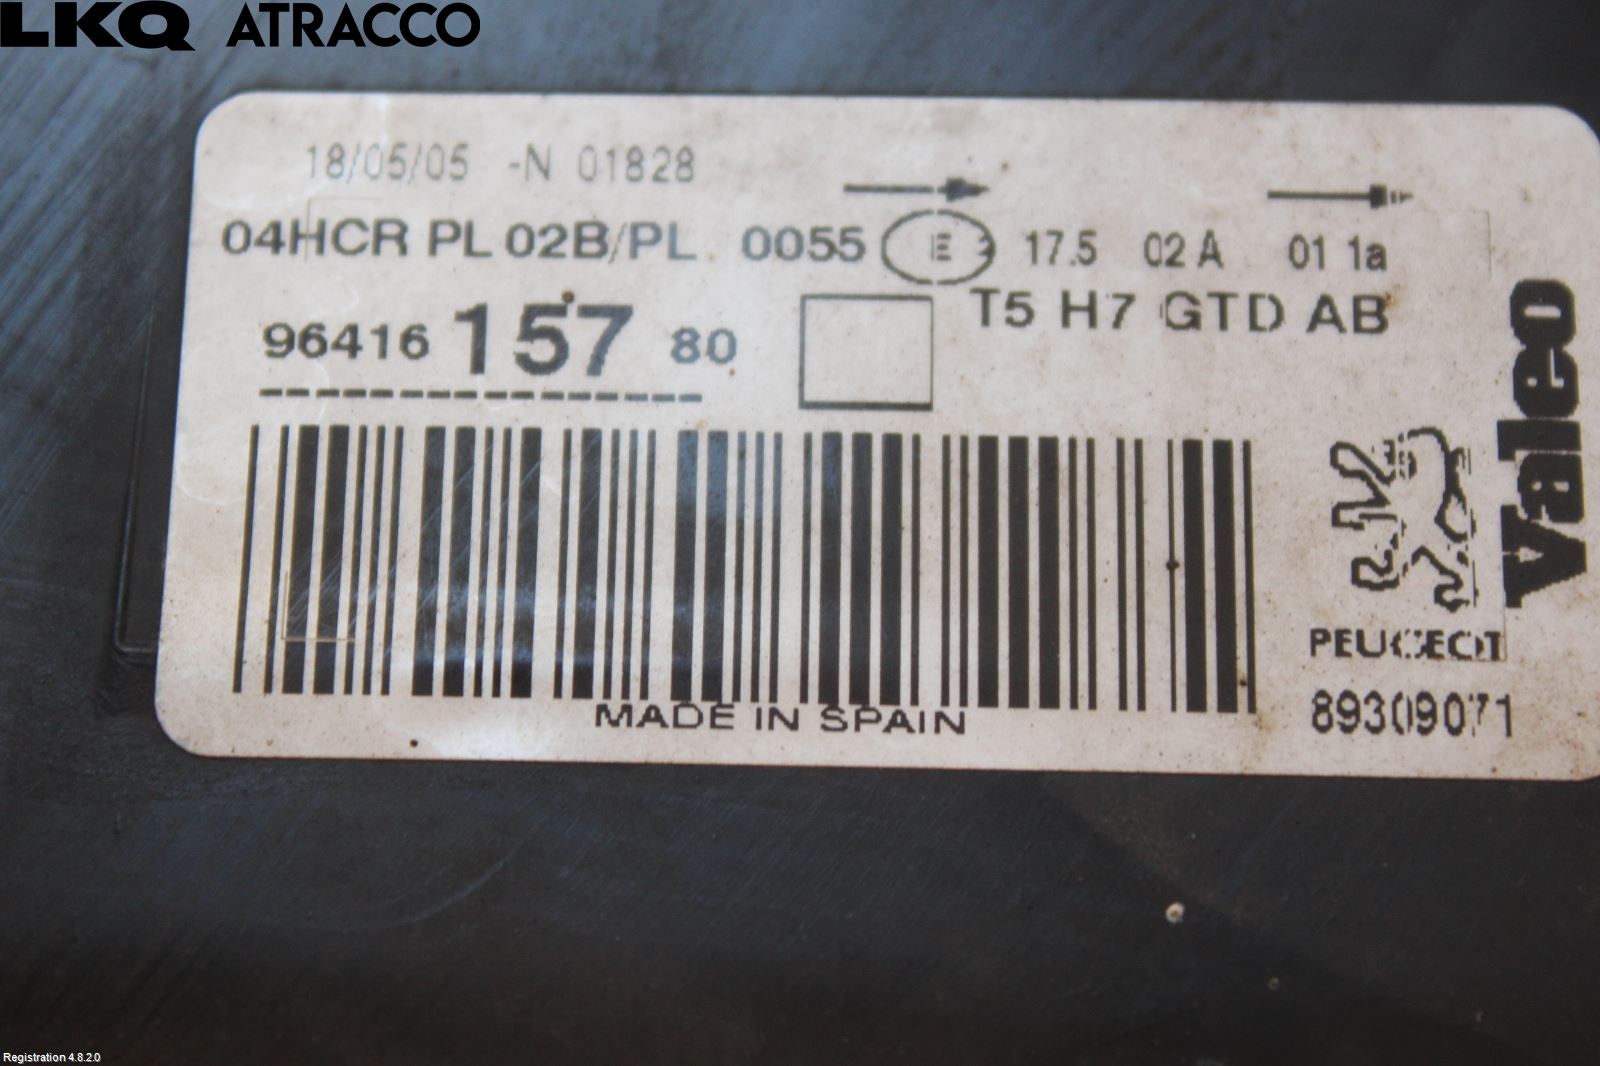 LKQ ATRACCO
18/05/05 -N 01828
04HCR PL 02B/PL 0055 E 17.5 02 A 01 1a
96416 157 80
T5 H7 GTD AB
Valeo
PEUGEOT
89309071
MADE IN SPAIN
Registration 4.8.2.0